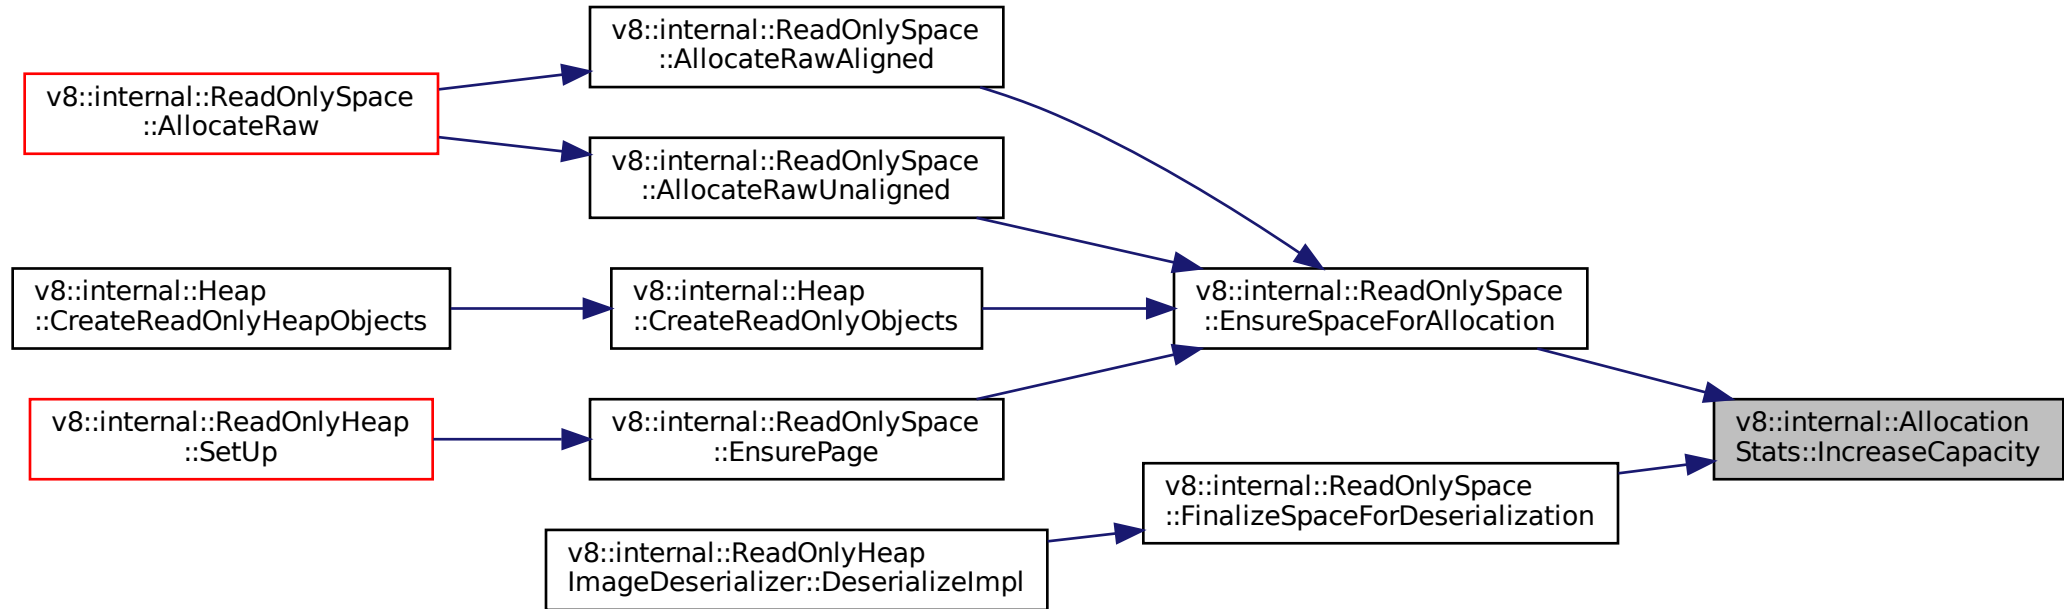 v8::internal::ReadOnlySpace
::AllocateRawAligned
v8::internal::ReadOnlySpace
::AllocateRaw
v8::internal::ReadOnlySpace
::AllocateRawUnaligned
v8::internal::Heap
::CreateReadOnlyHeapObjects
v8::internal::Heap
::CreateReadOnlyObjects
v8::internal::ReadOnlySpace
::EnsureSpaceForAllocation
v8::internal::ReadOnlyHeap
::SetUp
v8::internal::ReadOnlySpace
::EnsurePage
v8::internal::Allocation
Stats::IncreaseCapacity
v8::internal::ReadOnlySpace
::FinalizeSpaceForDeserialization
v8::internal::ReadOnlyHeap
ImageDeserializer::DeserializeImpl